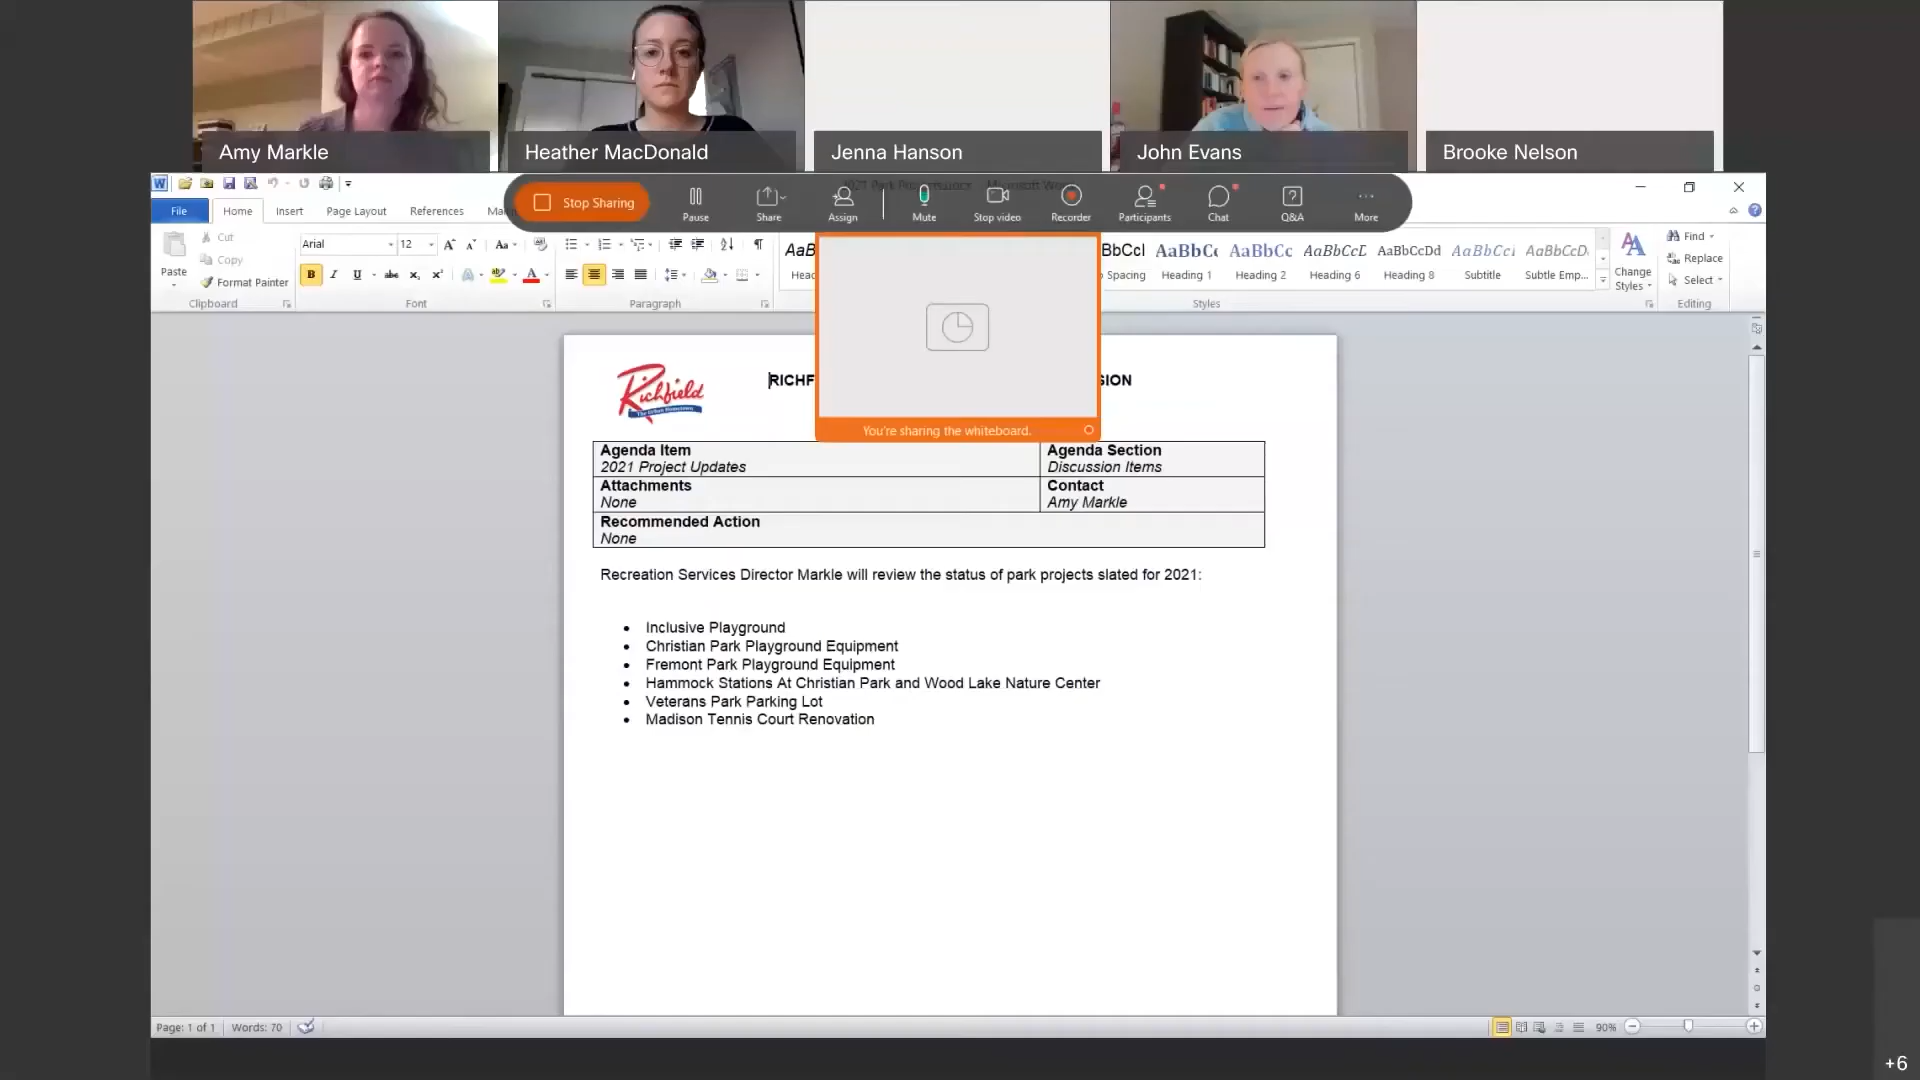 Amy Markle
Heather MacDonald
Jenna Hanson
John Evans
Brooke Nelson
Stop Sharing
Pause
Share
Assign
Mute
Stop video
Recorder
Participants
Chat
Q&A
More
File
Home
Insert
Page Layout
References
Paste
Cut
Copy
Format Painter
Clipboard
Arial
12
Font
Paragraph
Heading 1
Heading 2
Heading 6
Heading 8
Subtitle
Subtle Emp...
Styles
Change Styles
Find
Replace
Select
Editing
You're sharing the whiteboard.
Richfield
The Urban Hometown
Agenda Item
2021 Project Updates
Agenda Section
Discussion Items
Attachments
None
Contact
Amy Markle
Recommended Action
None
Recreation Services Director Markle will review the status of park projects slated for 2021:
• Inclusive Playground
• Christian Park Playground Equipment
• Fremont Park Playground Equipment
• Hammock Stations At Christian Park and Wood Lake Nature Center
• Veterans Park Parking Lot
• Madison Tennis Court Renovation
Page: 1 of 1
Words: 70
90%
+6